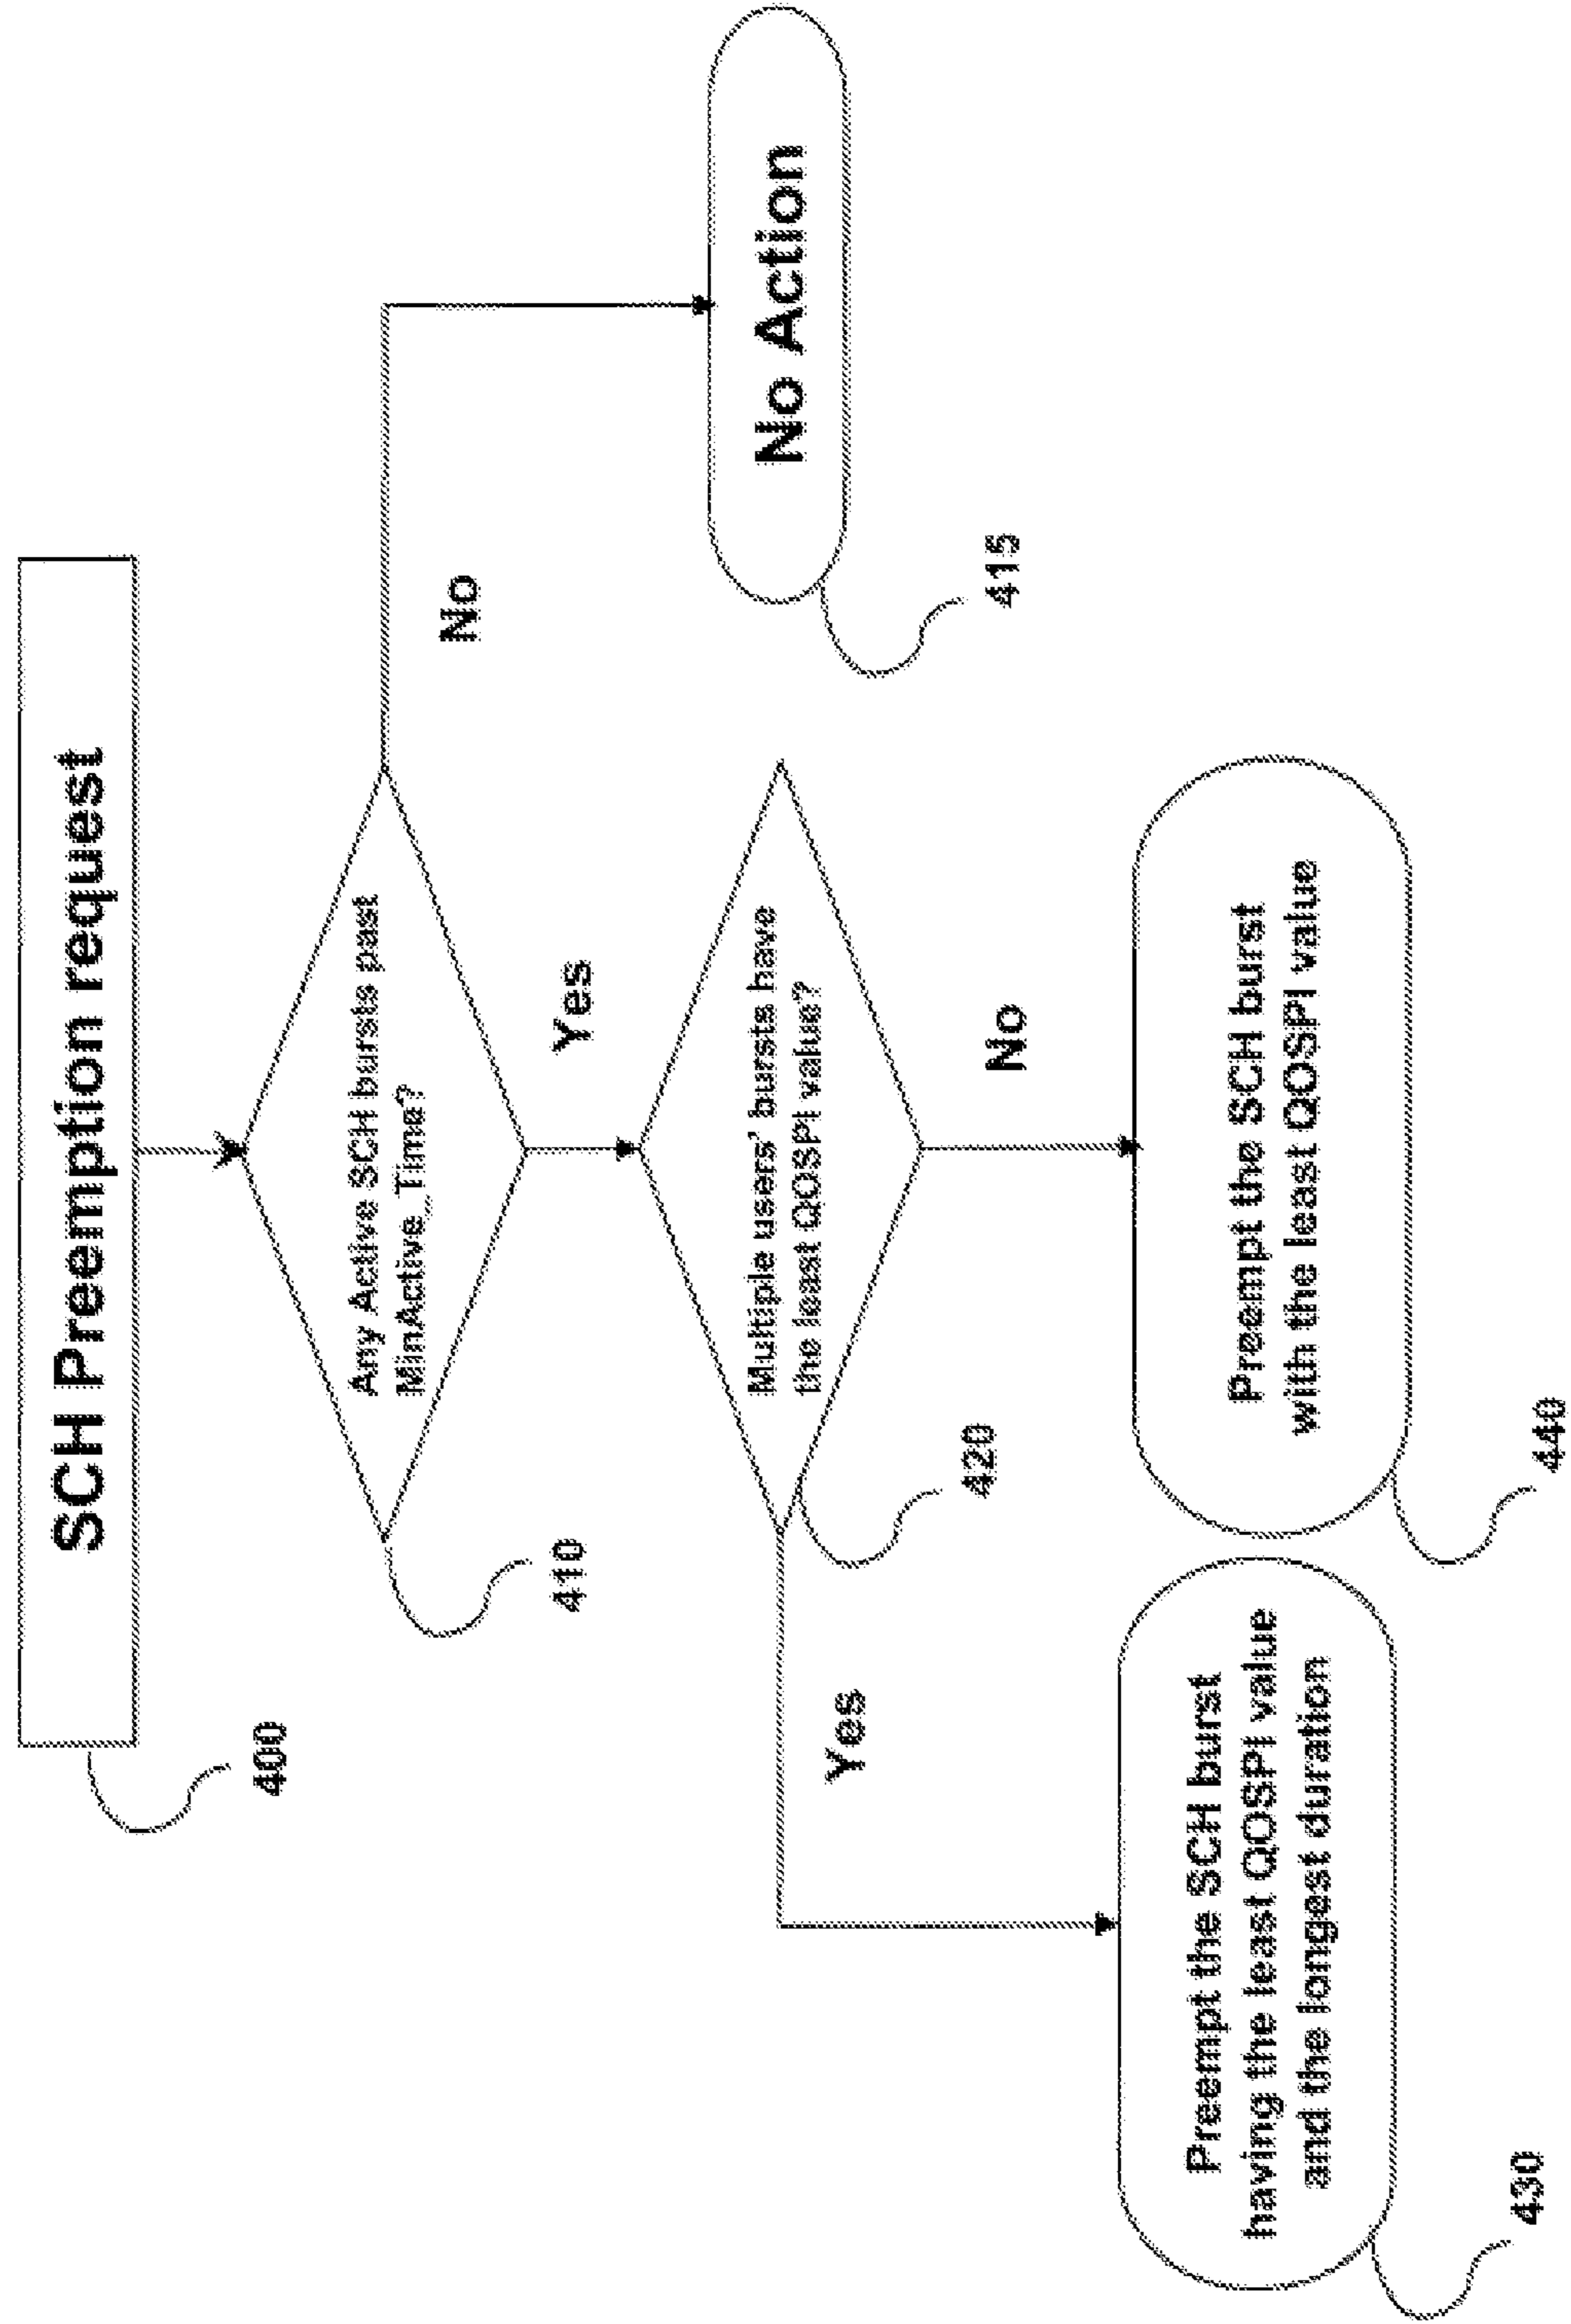 SCH Preemption request
400
Any Active SCH bursts past
MinActive_Time?
410
No
Yes
Multiple users' bursts have
the least QOSPI value?
420
No Action
415
Yes
No
Preempt the SCH burst
having the least QOSPI value
and the longest duration
430
Preempt the SCH burst
with the least QOSPI value
440